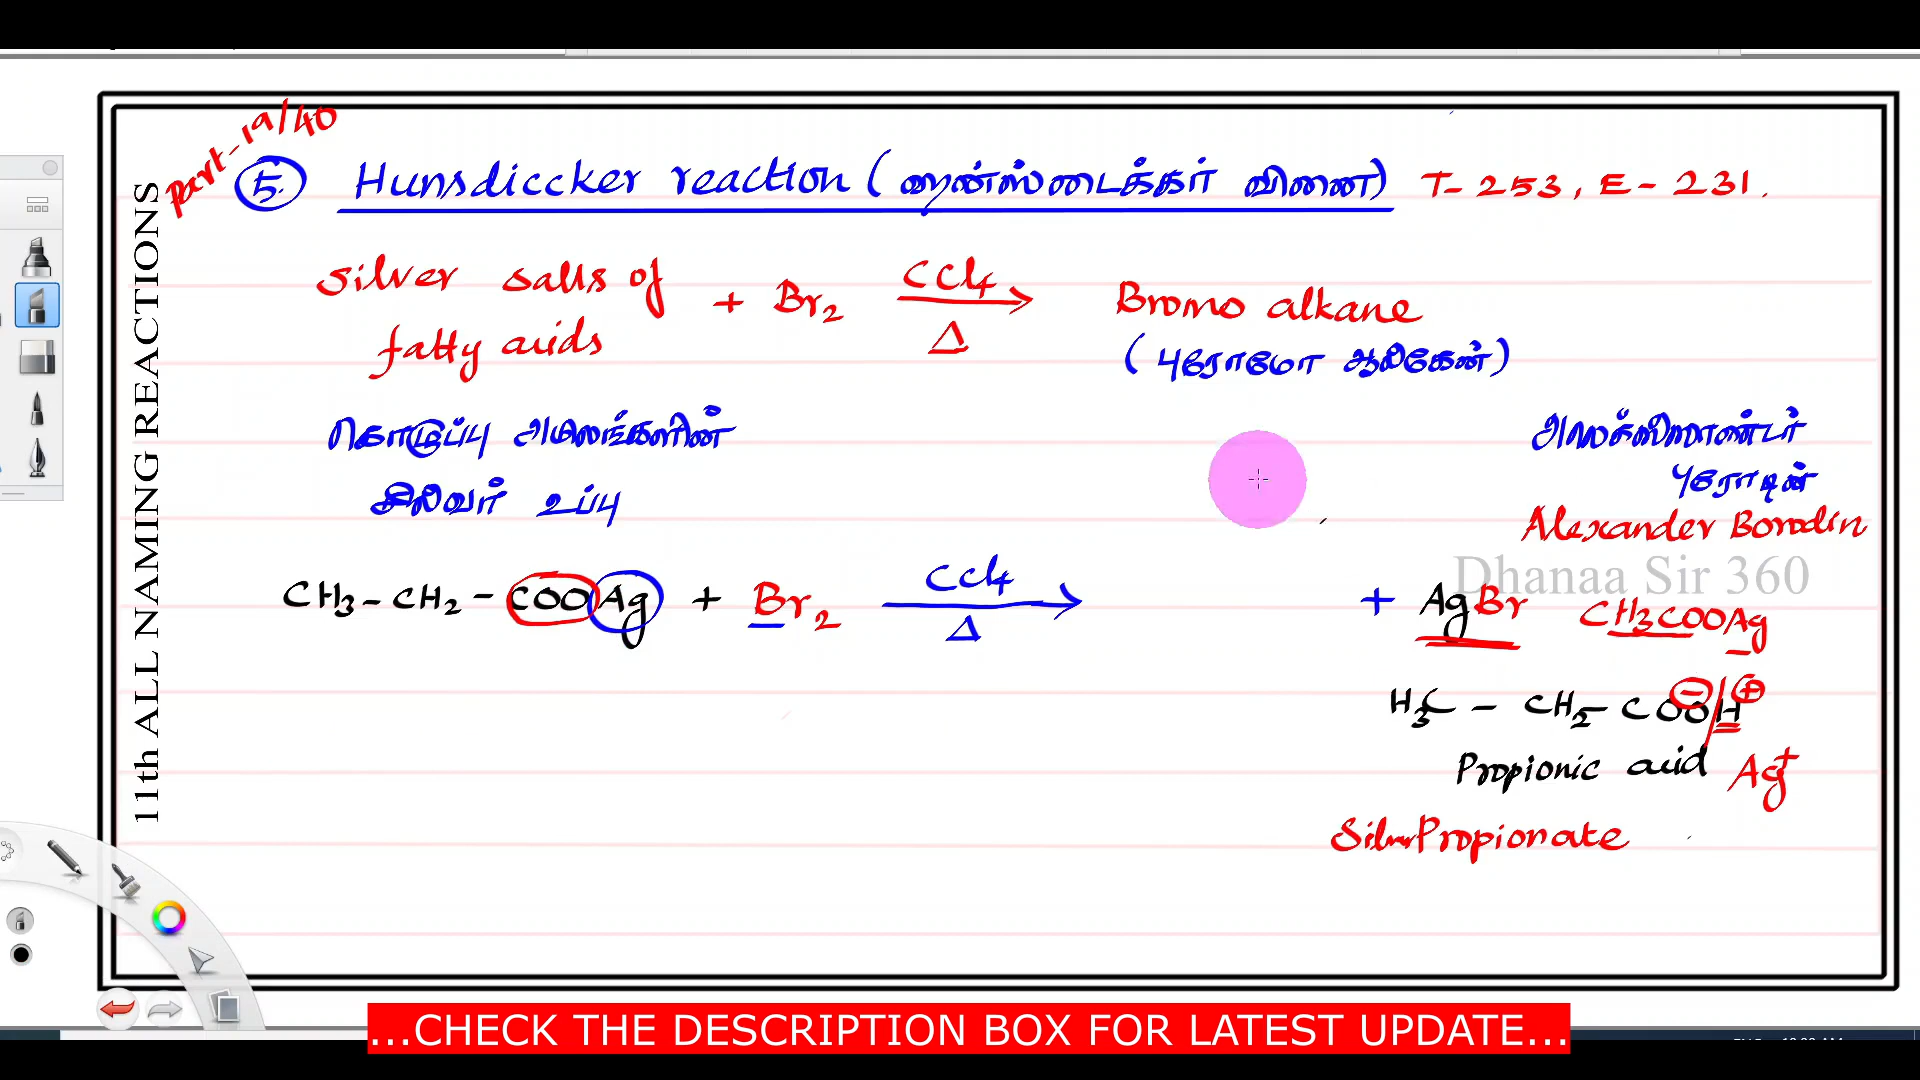 Part-19/40
5. Hunsdiccker reaction (ஹன்ஸ்டைக்கர் வினை) T-253, E-231.
Silver salts of
fatty acids
+ Br2
CCl4
Δ
Bromo alkane
(புரோமோ ஆல்கேன்)
கொழுப்பு அமிலங்களின்
சில்வர் உப்பு
அலக்ஸாண்டர்
புரோடின்
Alexander Borodin
Dhanaa Sir 360
CH3-CH2-COOAg + Br2
CCl4
Δ
+ AgBr
CH3COOAg
H3C - CH2- COOH
- +
Propionic acid
Ag+
Silver Propionate
11th ALL NAMING REACTIONS
...CHECK THE DESCRIPTION BOX FOR LATEST UPDATE...